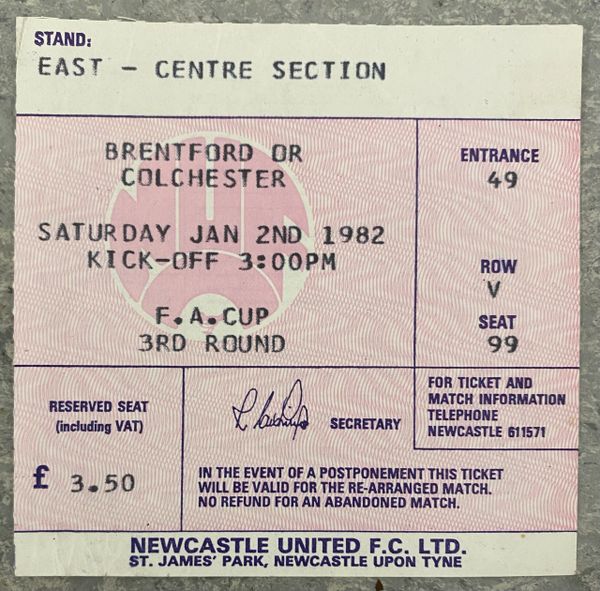 STAND:
EAST - CENTRE SECTION
BRENTFORD OR
COLCHESTER
SATURDAY JAN 2ND 1982
KICK-OFF 3:00PM
F.A.CUP
3RD ROUND
ENTRANCE
49
ROW
V
SEAT
99
RESERVED SEAT
(including VAT)
£ 3.50
SECRETARY
FOR TICKET AND
MATCH INFORMATION
TELEPHONE
NEWCASTLE 611571
IN THE EVENT OF A POSTPONEMENT THIS TICKET
WILL BE VALID FOR THE RE-ARRANGED MATCH.
NO REFUND FOR AN ABANDONED MATCH.
NEWCASTLE UNITED F.C. LTD.
ST. JAMES' PARK, NEWCASTLE UPON TYNE